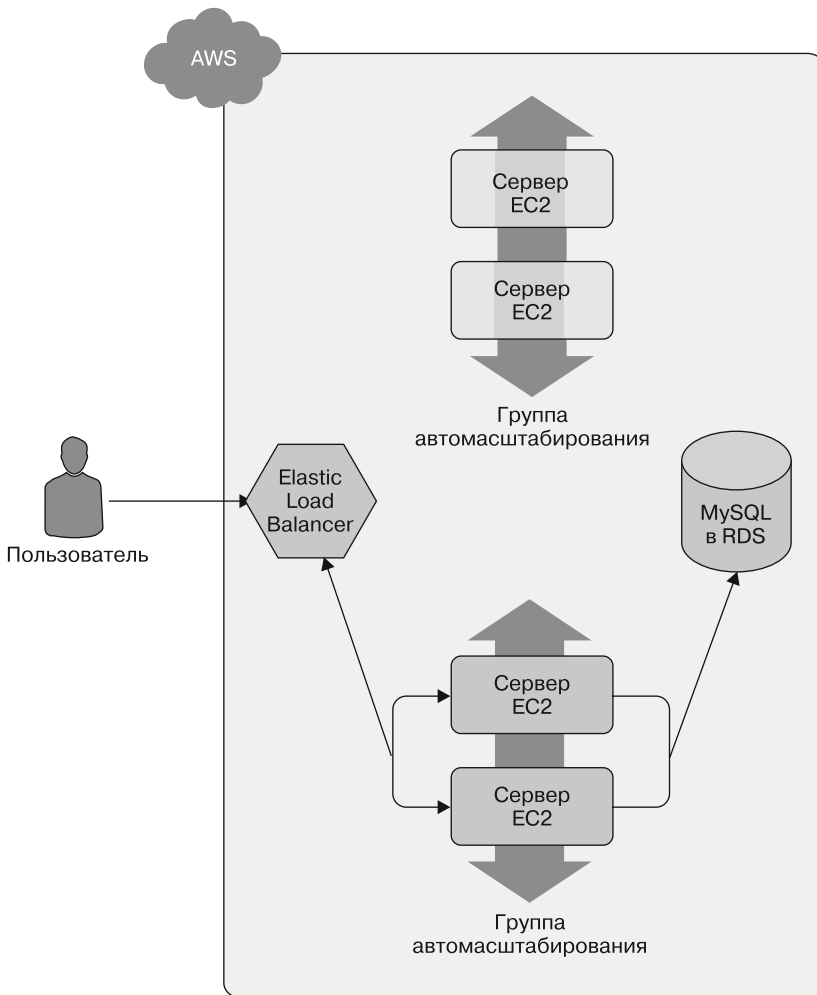 AWS
Сервер
EC2
Сервер
EC2
Группа
автомасштабирования
Elastic
Load
Balancer
MySQL
в RDS
Пользователь
Сервер
EC2
Сервер
EC2
Группа
автомасштабирования